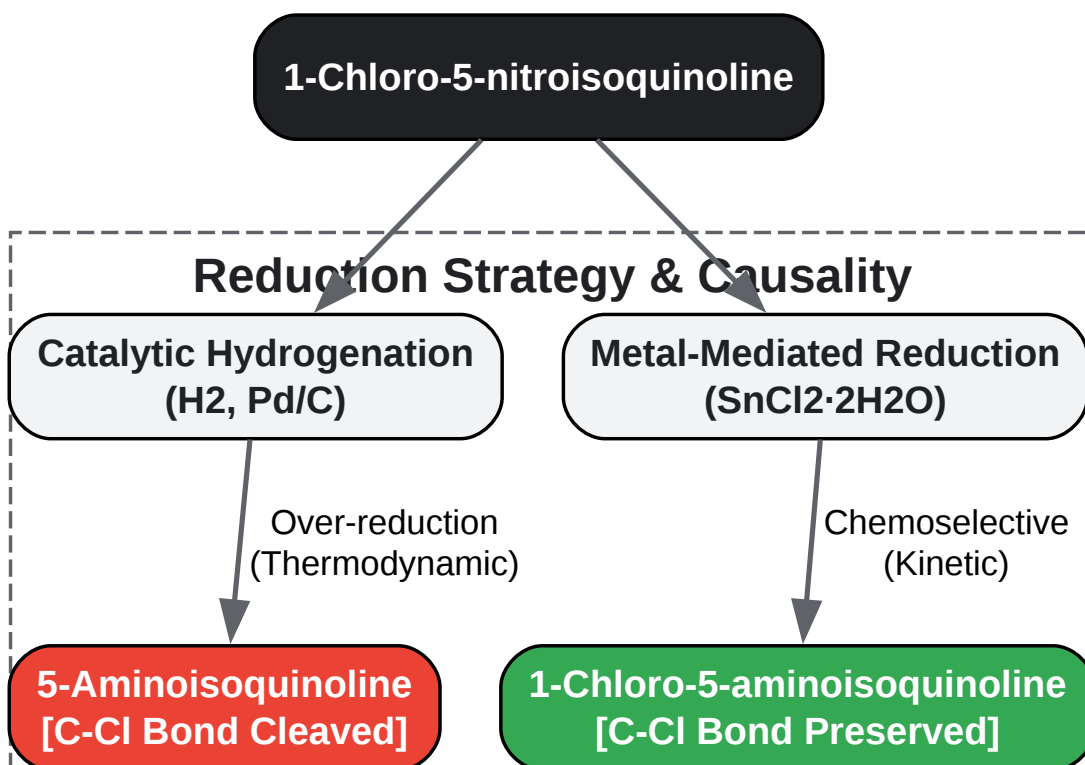 1-Chloro-5-nitroisoquinoline
Reduction Strategy & Causality
Catalytic Hydrogenation
(H2, Pd/C)
Metal-Mediated Reduction
(SnCl2·2H2O)
Over-reduction
(Thermodynamic)
Chemoselective
(Kinetic)
5-Aminoisoquinoline
[C-Cl Bond Cleaved]
1-Chloro-5-aminoisoquinoline
[C-Cl Bond Preserved]